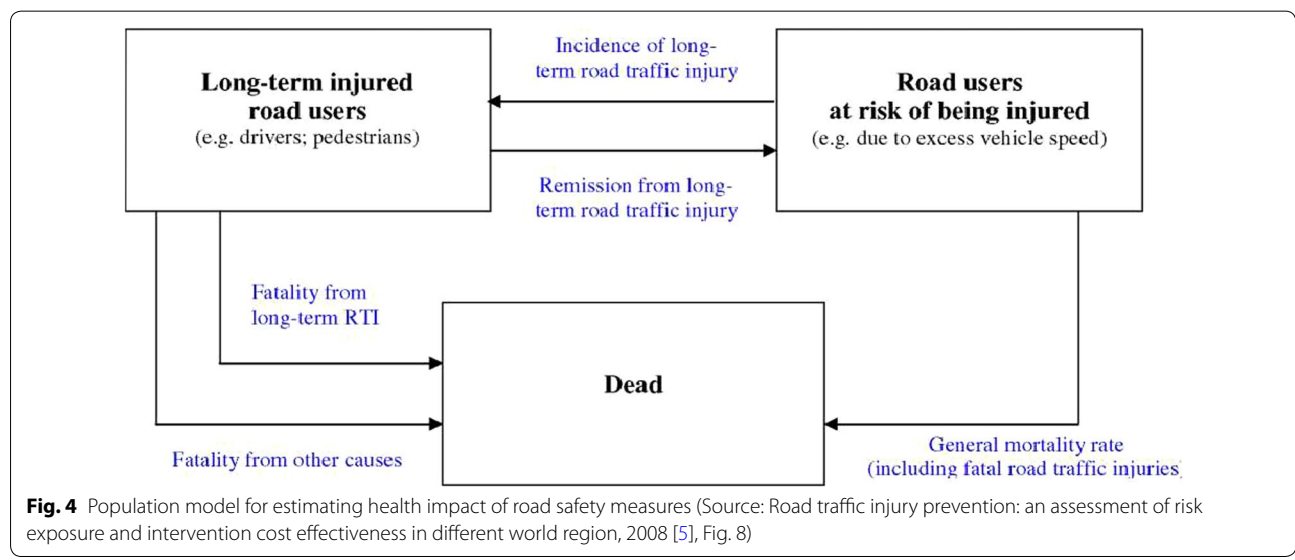 Incidence of long-
term road traffic injury
Long-term injured
road users
(e.g. drivers; pedestrians)
Road users
at risk of being injured
(e.g. due to excess vehicle speed)
Remission from long-
term road traffic injury
Fatality from
long-term RTI
Dead
Fatality from other causes
General mortality rate
(including fatal road traffic injuries)
Fig. 4 Population model for estimating health impact of road safety measures (Source: Road traffic injury prevention: an assessment of risk
exposure and intervention cost effectiveness in different world region, 2008 [5], Fig. 8)